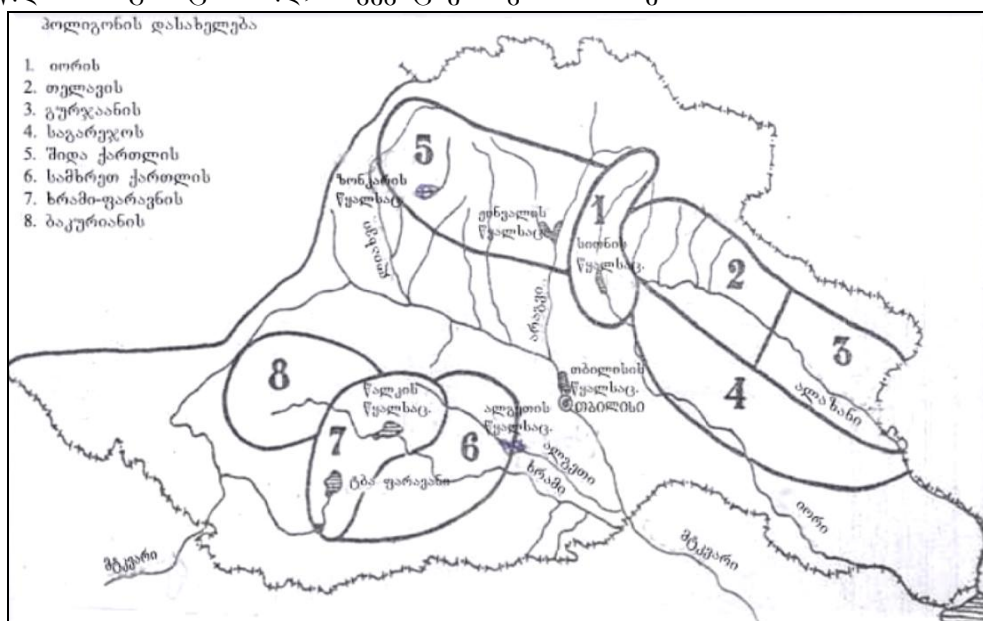 პოლიგონის დასახელება
1. იორის
2. თელავის
3. გურჯაანის
4. საგარეჯოს
5. შიდა ქართლის
6. სამხრეთ ქართლის
7. ხრამი-ფარავნის
8. ბაკურიანის
5
ზონკარის
წყალსაც.
ჟინვალის
წყალსაც.
1
სიონის
წყალსაც.
2
3
4
არაგვი
ალაზანი
თბილისის
წყალსაც.
თბილისი
8
წალკის
წყალსაც.
ალგეთის
წყალსაც.
7
6
ტბა ფარავანი
ალგეთი
ხრამი
იორი
მტკვარი
მტკვარი